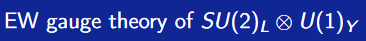 EW gauge theory of SU(2)_L ⊗ U(1)_Y